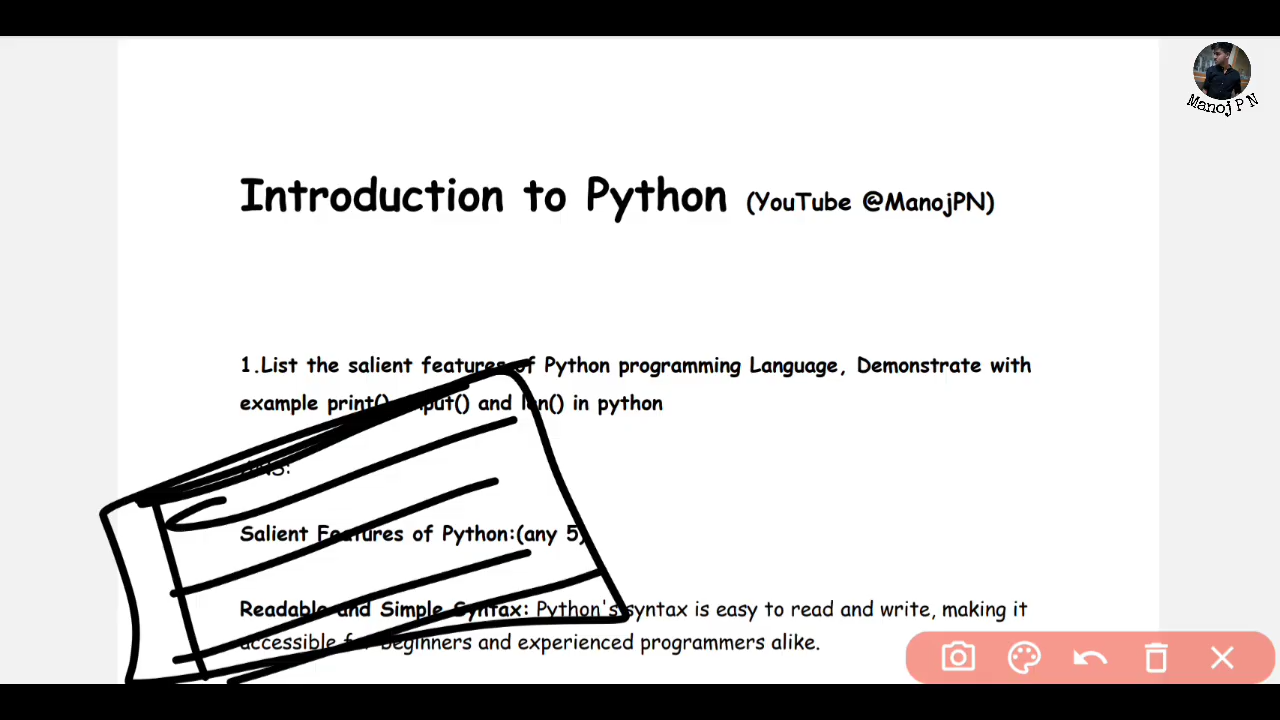 Manoj P N
Introduction to Python (YouTube @ManojPN)
1.List the salient features of Python programming Language, Demonstrate with
example print(), input() and len() in python
ANS:
Salient Features of Python:(any 5)
Readable and Simple Syntax: Python's syntax is easy to read and write, making it
accessible for beginners and experienced programmers alike.